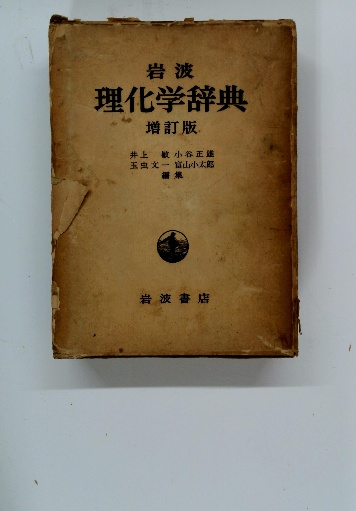 岩波
理化学辞典
増訂版
井上 敏 小谷正雄
玉虫文一 富山小太郎
編集
岩波書店